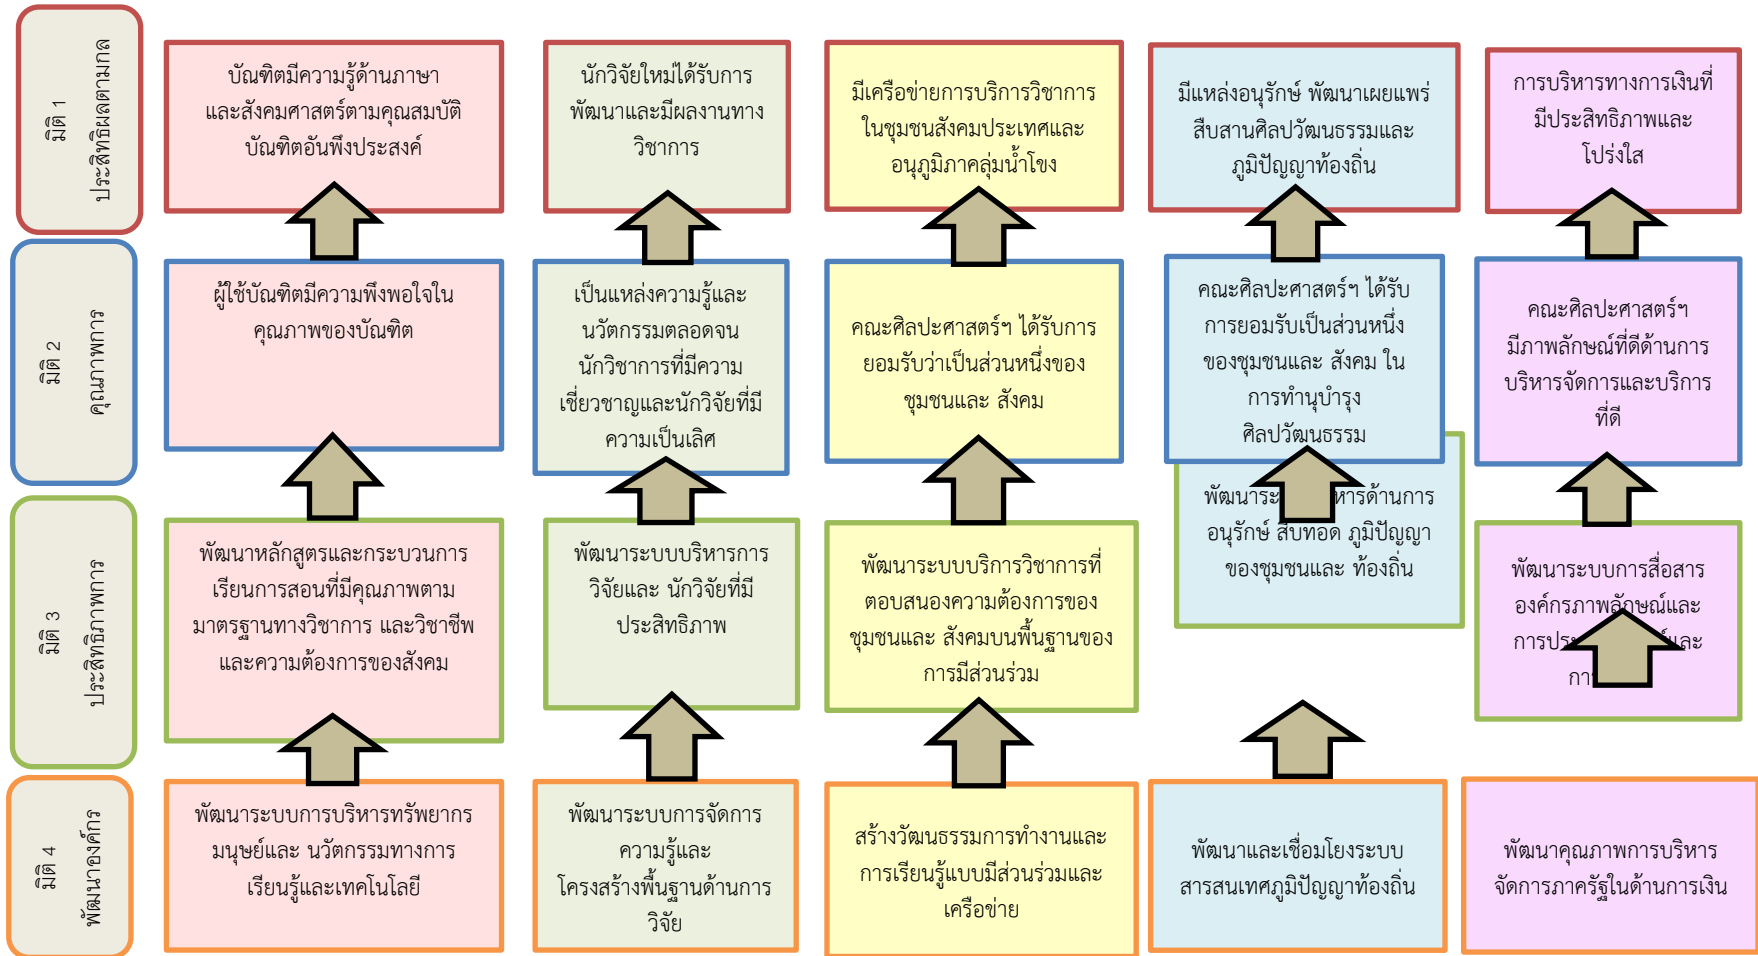 มิติ 1
ประสิทธิผลตามกล
บัณฑิตมีความรู้ด้านภาษา
และสังคมศาสตร์ตามคุณสมบัติ
บัณฑิตอันพึงประสงค์
นักวิจัยใหม่ได้รับการ
พัฒนาและมีผลงานทาง
วิชาการ
มีเครือข่ายการบริการวิชาการ
ในชุมชนสังคมประเทศและ
อนุภูมิภาคลุ่มน้ำโขง
มีแหล่งอนุรักษ์ พัฒนาเผยแพร่
สืบสานศิลปวัฒนธรรมและ
ภูมิปัญญาท้องถิ่น
การบริหารทางการเงินที่
มีประสิทธิภาพและ
โปร่งใส
มิติ 2
คุณภาพการ
ผู้ใช้บัณฑิตมีความพึงพอใจใน
คุณภาพของบัณฑิต
เป็นแหล่งความรู้และ
นวัตกรรมตลอดจน
นักวิชาการที่มีความ
เชี่ยวชาญและนักวิจัยที่มี
ความเป็นเลิศ
คณะศิลปะศาสตร์ฯ ได้รับการ
ยอมรับว่าเป็นส่วนหนึ่งของ
ชุมชนและ สังคม
คณะศิลปะศาสตร์ฯ ได้รับ
การยอมรับเป็นส่วนหนึ่ง
ของชุมชนและ สังคม ใน
การทำนุบำรุง
ศิลปวัฒนธรรม
คณะศิลปะศาสตร์ฯ
มีภาพลักษณ์ที่ดีด้านการ
บริหารจัดการและบริการ
ที่ดี
มิติ 3
ประสิทธิภาพการ
พัฒนาหลักสูตรและกระบวนการ
เรียนการสอนที่มีคุณภาพตาม
มาตรฐานทางวิชาการ และวิชาชีพ
และความต้องการของสังคม
พัฒนาระบบบริหารการ
วิจัยและ นักวิจัยที่มี
ประสิทธิภาพ
พัฒนาระบบบริการวิชาการที่
ตอบสนองความต้องการของ
ชุมชนและ สังคมบนพื้นฐานของ
การมีส่วนร่วม
พัฒนาระ หารด้านการ
อนุรักษ์ สืบทอด ภูมิปัญญา
ของชุมชนและ ท้องถิ่น
พัฒนาระบบการสื่อสาร
องค์กรภาพลักษณ์และ
การประ และ
กา
มิติ 4
พัฒนาองค์กร
พัฒนาระบบการบริหารทรัพยากร
มนุษย์และ นวัตกรรมทางการ
เรียนรู้และเทคโนโลยี
พัฒนาระบบการจัดการ
ความรู้และ
โครงสร้างพื้นฐานด้านการ
วิจัย
สร้างวัฒนธรรมการทำงานและ
การเรียนรู้แบบมีส่วนร่วมและ
เครือข่าย
พัฒนาและเชื่อมโยงระบบ
สารสนเทศภูมิปัญญาท้องถิ่น
พัฒนาคุณภาพการบริหาร
จัดการภาครัฐในด้านการเงิน